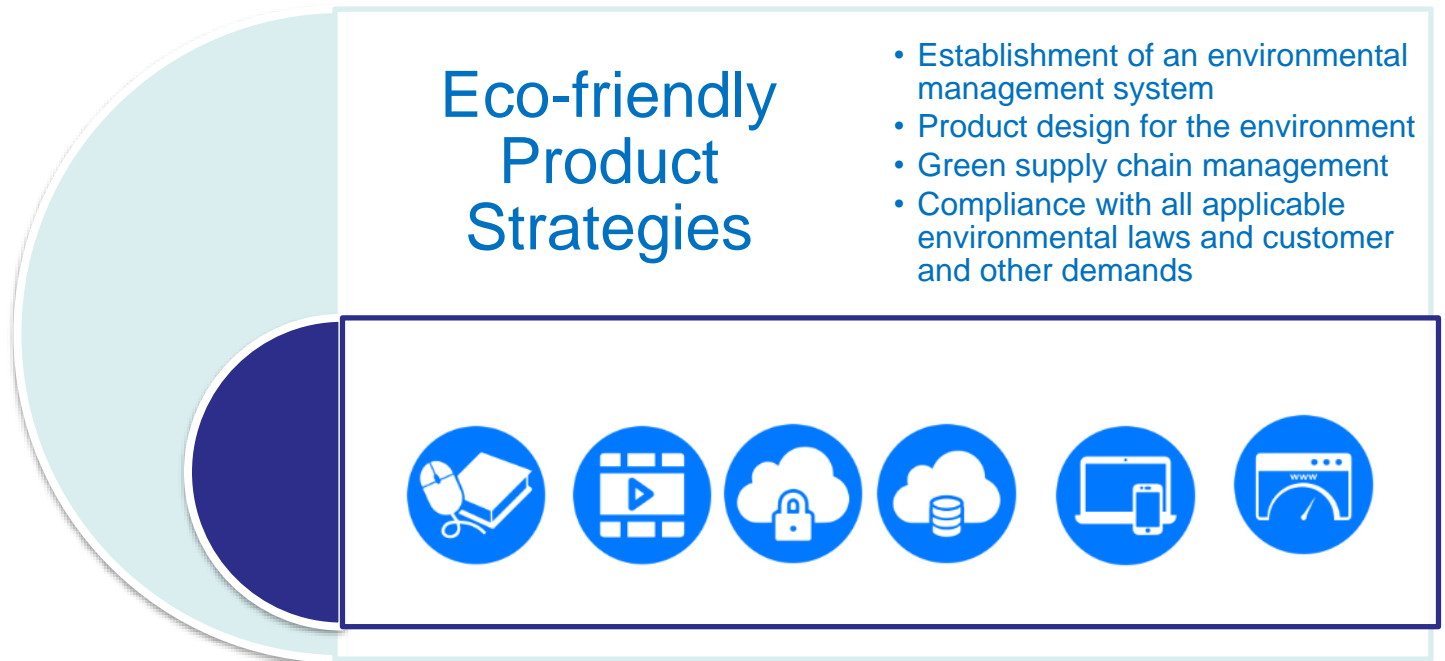 Eco-friendly
Product
Strategies
• Establishment of an environmental
management system
• Product design for the environment
• Green supply chain management
• Compliance with all applicable
environmental laws and customer
and other demands
www